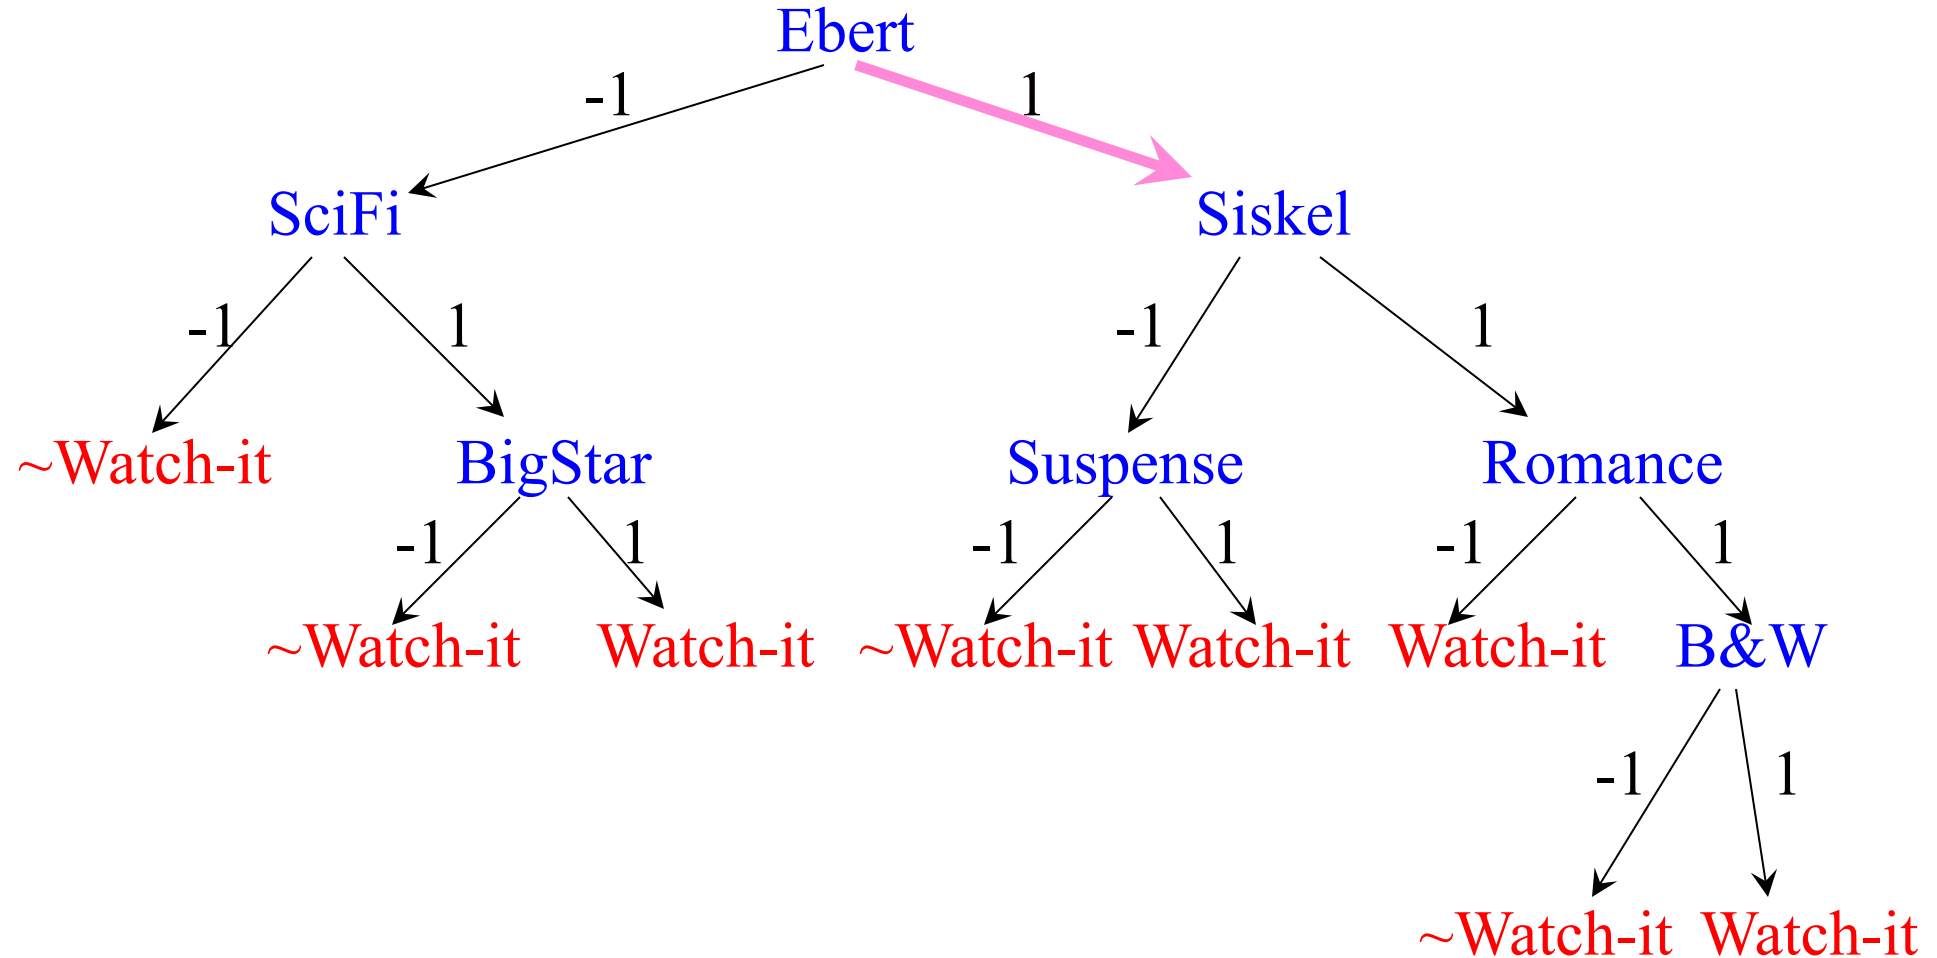 Ebert
-1 1
SciFi Siskel
-1 1 -1 1
~Watch-it BigStar Suspense Romance
-1 1 -1 1 -1 1
~Watch-it Watch-it ~Watch-it Watch-it Watch-it B&W
-1 1
~Watch-it Watch-it